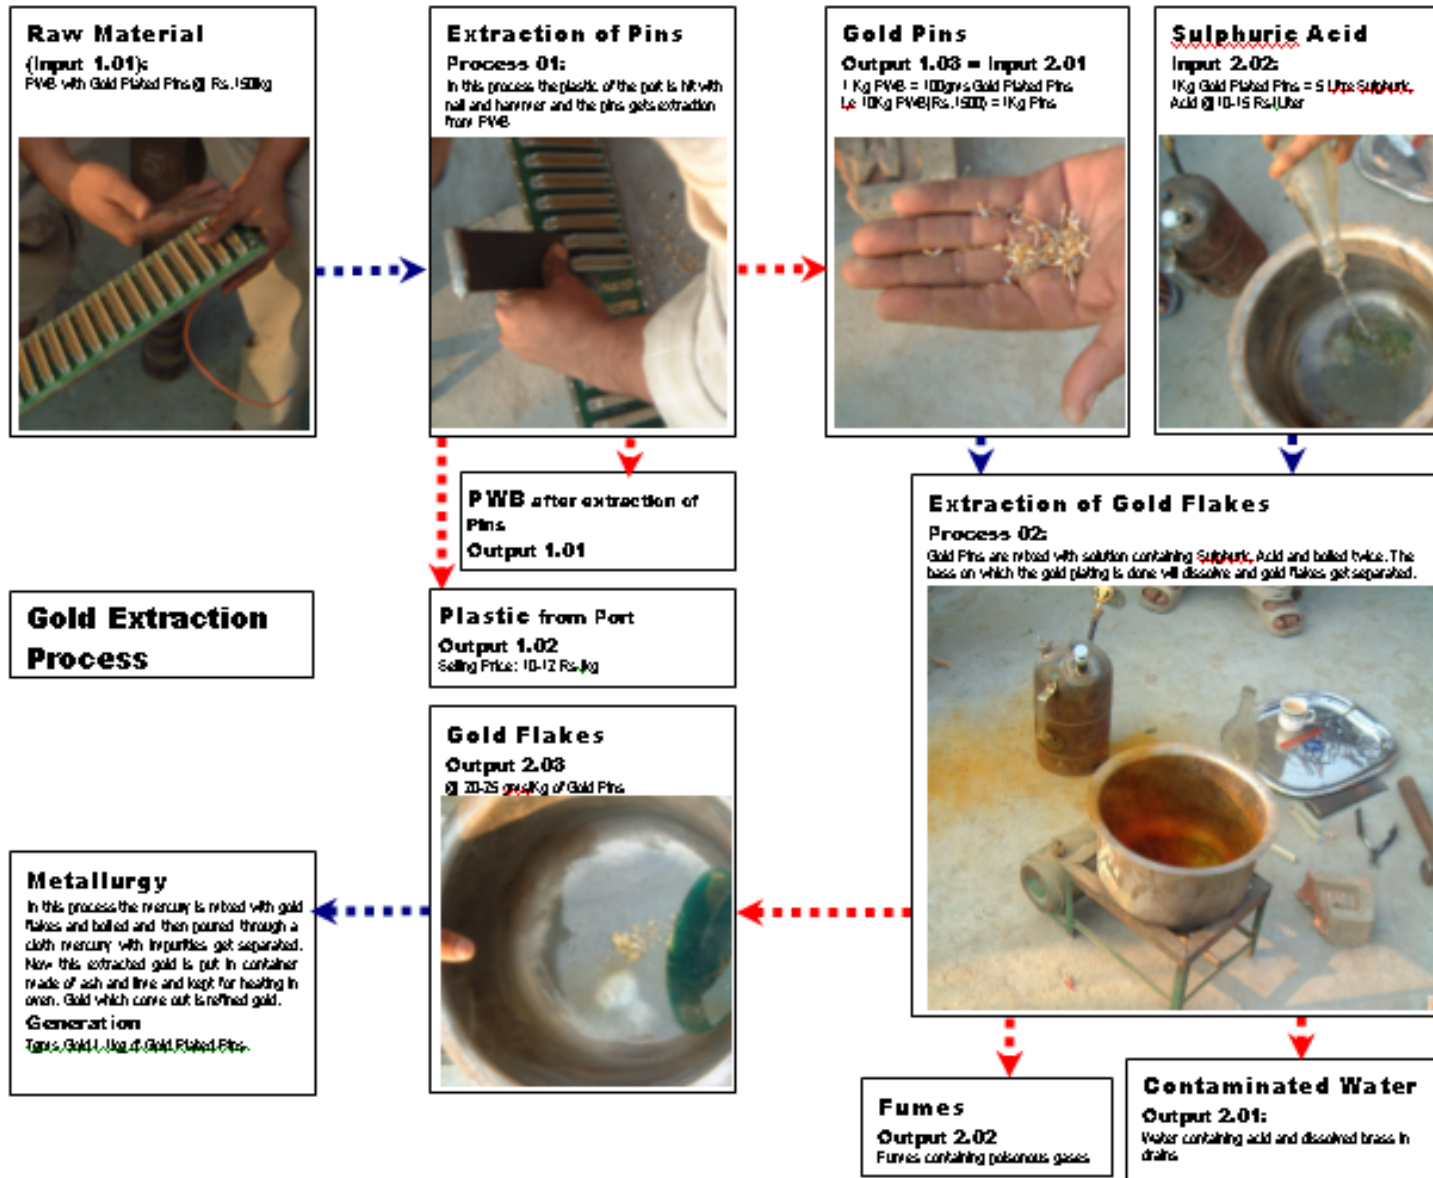 Raw Material
(Input 1.01):
PWB with Gold Plated Pins@ Rs.150kg
Extraction of Pins
Process 01:
In this process the plastic of the port is hit with
nail and hammer and the pins gets extraction
from PWB
Gold Pins
Output 1.03 = Input 2.01
1 Kg PWB = 100gms Gold Plated Pins
i.e 10Kg PWB(Rs.1500) = 1Kg Pins
Sulphuric Acid
Input 2.02:
1Kg Gold Plated Pins = 5 Litre Sulphuric
Acid @10-15 Rs/Liter
PWB after extraction of
Pins
Output 1.01
Plastic from Port
Output 1.02
Selling Price: 10-12 Rs./kg
Gold Extraction
Process
Extraction of Gold Flakes
Process 02:
Gold Pins are mixed with solution containing Sulphuric Acid and boiled twice. The
bass on which the gold plating is done will dissolve and gold flakes get separated.
Gold Flakes
Output 2.03
@ 20-25 gms/Kg of Gold Pins
Metallurgy
In this process the mercury is mixed with gold
flakes and boiled and then poured through a
cloth mercury with impurities get separated.
Now this extracted gold is put in container
made of ash and lime and kept for heating in
oven. Gold which come out is refined gold.
Generation
Gold 1kg of Gold Plated Pins
Fumes
Output 2.02
Fumes containing poisonous gases
Contaminated Water
Output 2.01:
Water containing acid and dissolved brass in
drains